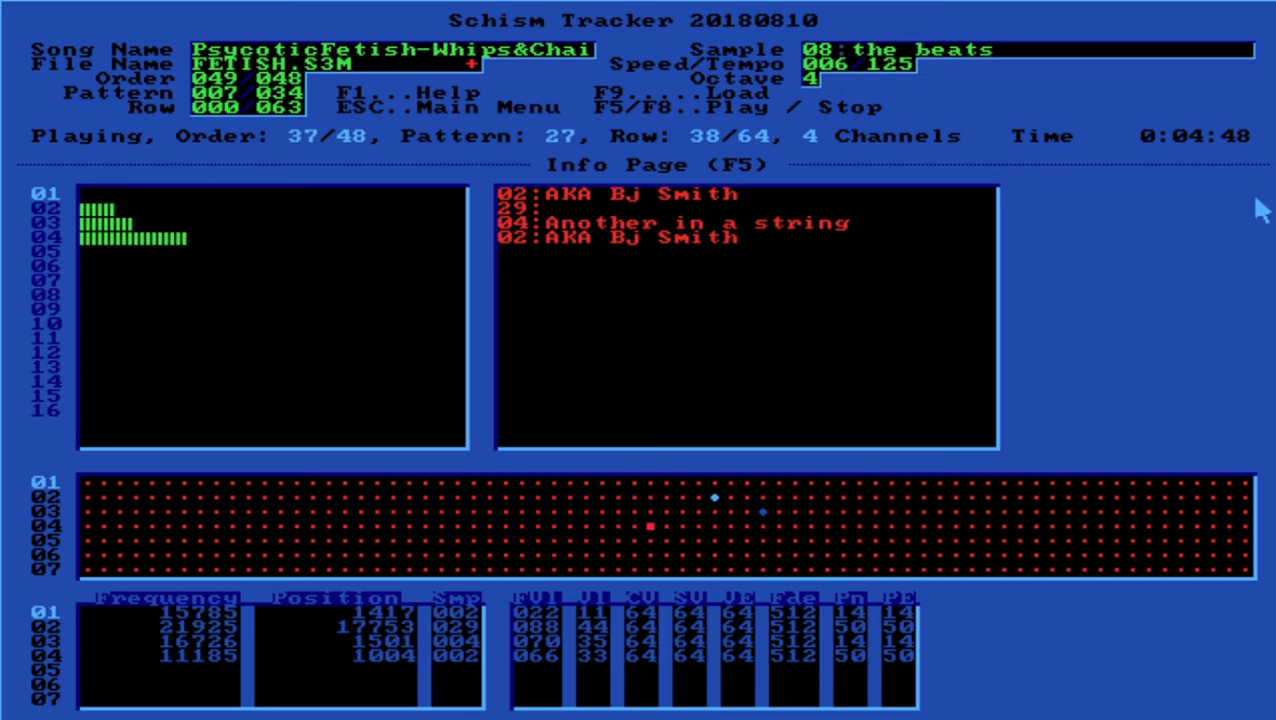 Schism Tracker 20180810
Song Name PsycoticFetish-Whips&Chai Sample 08: the beats
File Name FETISH.S3M + Speed/Tempo 006/125
Order 049/048 Octave 4
Pattern 007/034 F1...Help F9.....Load
Row 000/063 ESC..Main Menu F5/F8..Play / Stop
Playing, Order: 37/48, Pattern: 27, Row: 38/64, 4 Channels Time 0:04:48
Info Page (F5)
01 02:AKA Bj Smith
02 29:
03 04:Another in a string
04 02:AKA Bj Smith
05
06
07
08
09
10
11
12
13
14
15
16
01
02
03
04
05
06
07
Frequency Position Smp FVl Vl CV SV VE Fde Pn PE
01 15785 1417 002 022 11 64 64 64 512 14 14
02 21925 17753 029 088 44 64 64 64 512 50 50
03 16726 1501 004 070 35 64 64 64 512 14 14
04 11185 1004 002 066 33 64 64 64 512 50 50
05
06
07